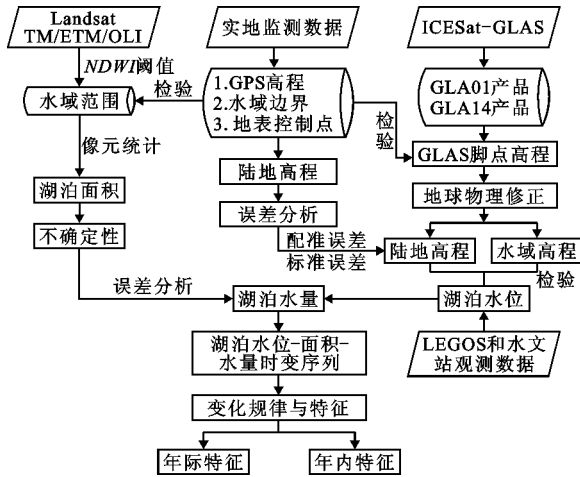 Landsat
TM/ETM/OLI
实地监测数据
ICESat-GLAS
NDWI阈值
检验
水域范围
1.GPS高程
2.水域边界
3.地表控制点
GLA01产品
GLA14产品
检验
像元统计
GLAS脚点高程
陆地高程
湖泊面积
地球物理修正
误差分析
不确定性
配准误差
标准误差
陆地高程
水域高程
误差分析
检验
湖泊水量
湖泊水位
湖泊水位-面积-
水量时变序列
LEGOS和水文
站观测数据
变化规律与特征
年际特征
年内特征